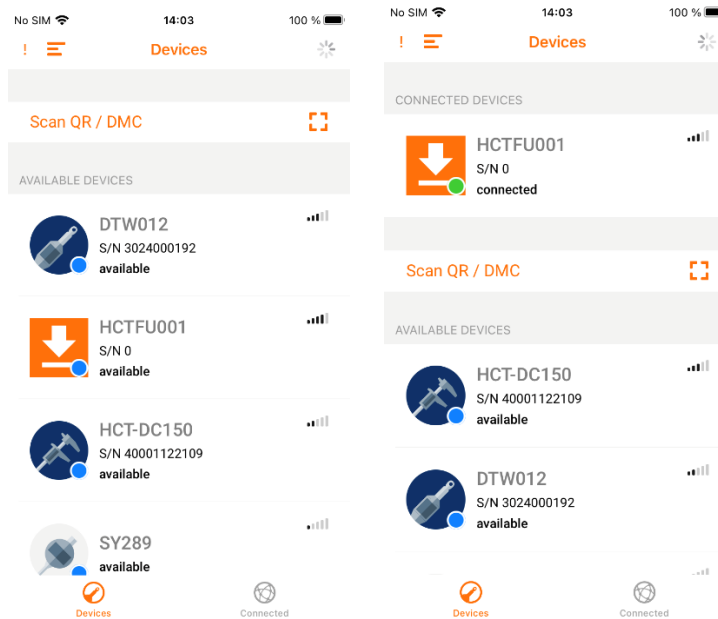 No SIM 14:03 100 %
! Devices
Scan QR / DMC
AVAILABLE DEVICES
DTW012
S/N 3024000192
available
HCTFU001
S/N 0
available
HCT-DC150
S/N 40001122109
available
SY289
available
Devices Connected
No SIM 14:03 100 %
! Devices
CONNECTED DEVICES
HCTFU001
S/N 0
connected
Scan QR / DMC
AVAILABLE DEVICES
HCT-DC150
S/N 40001122109
available
DTW012
S/N 3024000192
available
Devices Connected